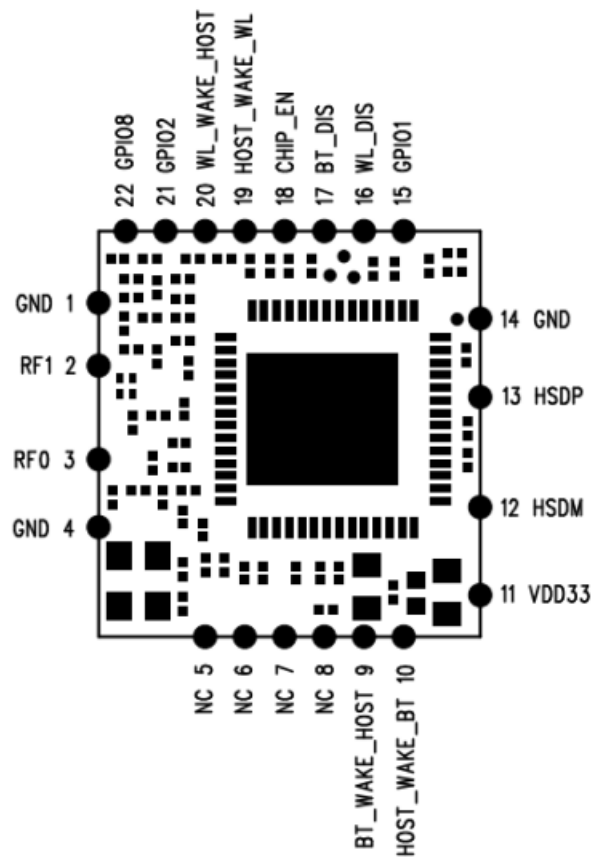 22 GPIO8
21 GPIO2
20 WL_WAKE_HOST
19 HOST_WAKE_WL
18 CHIP_EN
17 BT_DIS
16 WL_DIS
15 GPIO1
GND 1
RF1 2
RF0 3
GND 4
14 GND
13 HSDP
12 HSDM
11 VDD33
NC 5
NC 6
NC 7
NC 8
BT_WAKE_HOST 9
HOST_WAKE_BT 10